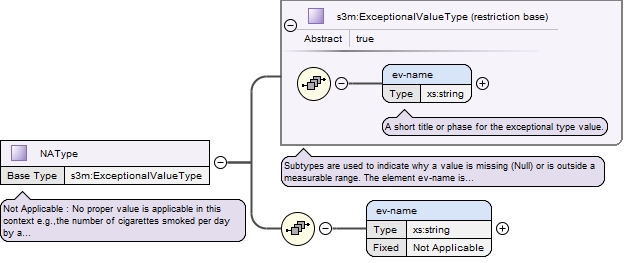 s3m:ExceptionalValueType (restriction base)
Abstract true
ev-name
Type xs:string
A short title or phase for the exceptional type value.
Subtypes are used to indicate why a value is missing (Null) or is outside a
measurable range. The element ev-name is...
NAType
Base Type s3m:ExceptionalValueType
Not Applicable : No proper value is applicable in this
context e.g.,the number of cigarettes smoked per day
by a...
ev-name
Type xs:string
Fixed Not Applicable